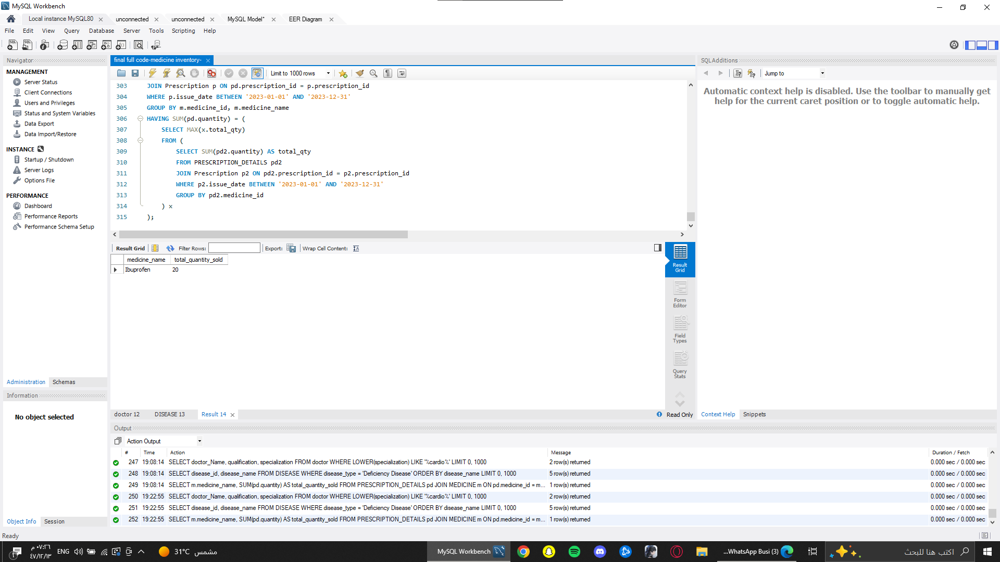 MySQL Workbench
Local instance MySQL80
unconnected
unconnected
MySQL Model*
EER Diagram
File Edit View Query Database Server Tools Scripting Help
Navigator
MANAGEMENT
Server Status
Client Connections
Users and Privileges
Status and System Variables
Data Export
Data Import/Restore
INSTANCE
Startup / Shutdown
Server Logs
Options File
PERFORMANCE
Dashboard
Performance Reports
Performance Schema Setup
Administration Schemas
Information
No object selected
Object Info Session
final full code-medicine inventory-
Limit to 1000 rows
303 JOIN Prescription p ON pd.prescription_id = p.prescription_id
304 WHERE p.issue_date BETWEEN '2023-01-01' AND '2023-12-31'
305 GROUP BY m.medicine_id, m.medicine_name
306 HAVING SUM(pd.quantity) = (
307 SELECT MAX(x.total_qty)
308 FROM (
309 SELECT SUM(pd2.quantity) AS total_qty
310 FROM PRESCRIPTION_DETAILS pd2
311 JOIN Prescription p2 ON pd2.prescription_id = p2.prescription_id
312 WHERE p2.issue_date BETWEEN '2023-01-01' AND '2023-12-31'
313 GROUP BY pd2.medicine_id
314 ) x
315 );
Result Grid Filter Rows: Export: Wrap Cell Content:
medicine_name total_quantity_sold
Ibuprofen 20
Result Grid
Form Editor
Field Types
Query Stats
doctor 12 DISEASE 13 Result 14 Read Only
SQLAdditions
Jump to
Automatic context help is disabled. Use the toolbar to manually get
help for the current caret position or to toggle automatic help.
Context Help Snippets
Output
Action Output
# Time Action Message Duration / Fetch
247 19:08:14 SELECT doctor_Name, qualification, specialization FROM doctor WHERE LOWER(specialization) LIKE '%cardio%' LIMIT 0, 1000 2 row(s) returned 0.000 sec / 0.000 sec
248 19:08:14 SELECT disease_id, disease_name FROM DISEASE WHERE disease_type = 'Deficiency Disease' ORDER BY disease_name LIMIT 0, 1000 5 row(s) returned 0.000 sec / 0.000 sec
249 19:08:14 SELECT m.medicine_name, SUM(pd.quantity) AS total_quantity_sold FROM PRESCRIPTION_DETAILS pd JOIN MEDICINE m ON pd.medicine_id = m... 1 row(s) returned 0.000 sec / 0.000 sec
250 19:22:55 SELECT doctor_Name, qualification, specialization FROM doctor WHERE LOWER(specialization) LIKE '%cardio%' LIMIT 0, 1000 2 row(s) returned 0.000 sec / 0.000 sec
251 19:22:55 SELECT disease_id, disease_name FROM DISEASE WHERE disease_type = 'Deficiency Disease' ORDER BY disease_name LIMIT 0, 1000 5 row(s) returned 0.000 sec / 0.000 sec
252 19:22:55 SELECT m.medicine_name, SUM(pd.quantity) AS total_quantity_sold FROM PRESCRIPTION_DETAILS pd JOIN MEDICINE m ON pd.medicine_id = m... 1 row(s) returned 0.000 sec / 0.000 sec
Ready
٠٧:٢٦ م
٤٧/١٢/١٣
ENG
31°C مشمس
MySQL Workbench
...WhatsApp Busi (3)
اكتب هنا للبحث